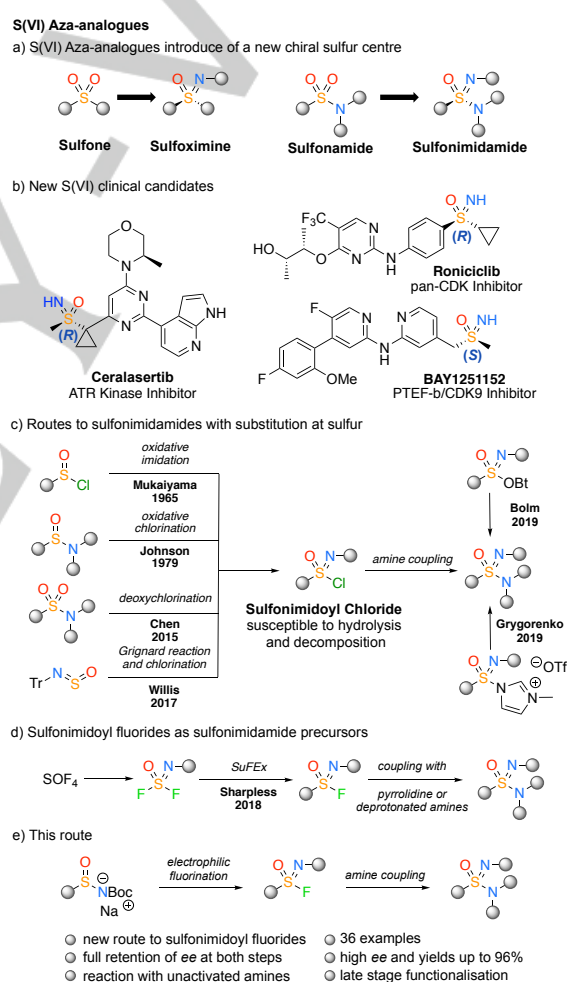 S(VI) Aza-analogues
a) S(VI) Aza-analogues introduce of a new chiral sulfur centre
O O
S
O N
S
O O
S
N
O N
S
N
Sulfone
Sulfoximine
Sulfonamide
Sulfonimidamide
b) New S(VI) clinical candidates
O
N
HN O
S
(R)
N
N
NH
N
Ceralasertib
ATR Kinase Inhibitor
F3C
HO
O
N
N
N
H
O NH
S
(R)
Roniciclib
pan-CDK Inhibitor
F
N
N
N
H
O NH
S
(S)
F
OMe
BAY1251152
PTEF-b/CDK9 Inhibitor
c) Routes to sulfonimidamides with substitution at sulfur
O
S
Cl
oxidative
imidation
Mukaiyama
1965
O
S
N
oxidative
chlorination
Johnson
1979
O O
S
N
deoxychlorination
Chen
2015
Tr
N
S
O
Grignard reaction
and chlorination
Willis
2017
O N
S
Cl
Sulfonimidoyl Chloride
susceptible to hydrolysis
and decomposition
amine coupling
O N
S
OBt
Bolm
2019
O N
S
N
Grygorenko
2019
O N
S
N
N
⊕
⊖OTf
d) Sulfonimidoyl fluorides as sulfonimidamide precursors
SOF4
O N
S
F F
SuFEx
Sharpless
2018
O N
S
F
coupling with
pyrrolidine or
deprotonated amines
O N
S
N
e) This route
O
S
⊖
NBoc
Na ⊕
electrophilic
fluorination
O N
S
F
amine coupling
O N
S
N
new route to sulfonimidoyl fluorides
full retention of ee at both steps
reaction with unactivated amines
36 examples
high ee and yields up to 96%
late stage functionalisation